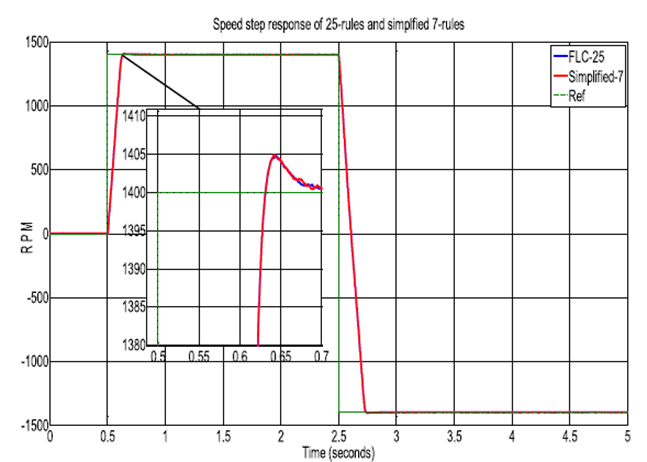 Speed step response of 25-rules and simplfied 7-rules
1500
1000
500
0
-500
-1000
-1500
R P M
FLC-25
Simplified-7
Ref
1410
1405
1400
1395
1390
1385
1380
0.5 0.55 0.6 0.65 0.7
0 0.5 1 1.5 2 2.5 3 3.5 4 4.5 5
Time (seconds)